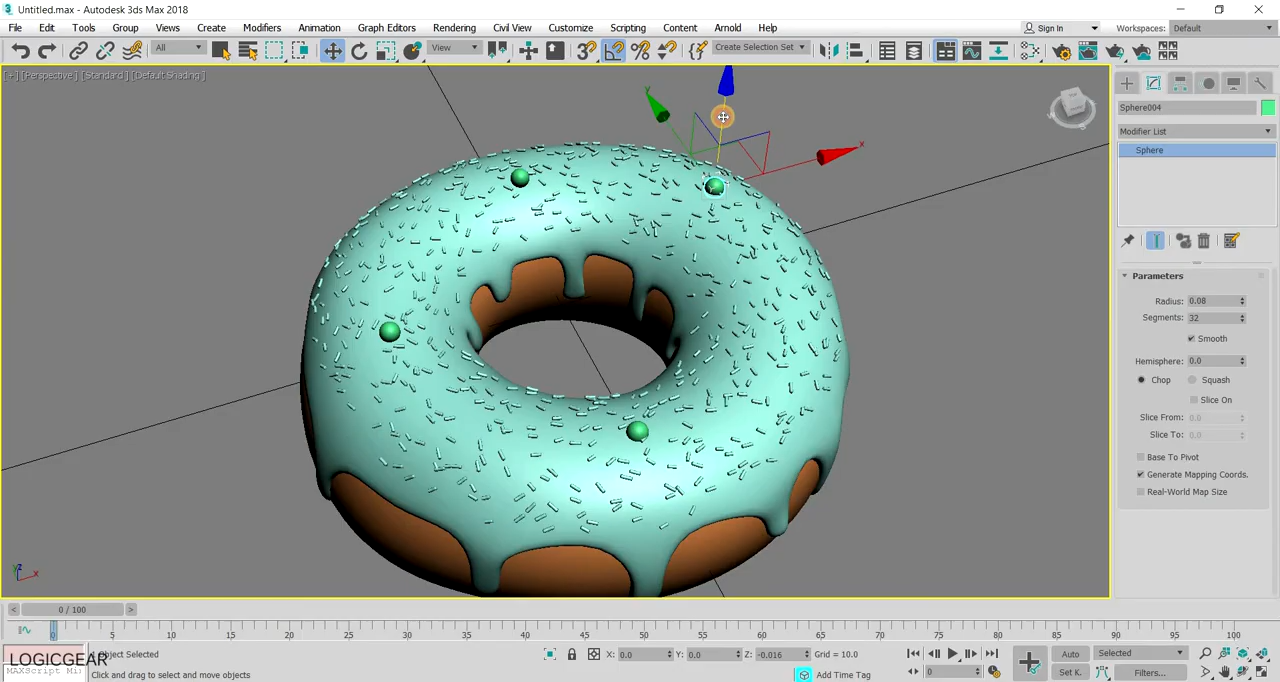 Untitled.max - Autodesk 3ds Max 2018
File Edit Tools Group Views Create Modifiers Animation Graph Editors Rendering Civil View Customize Scripting Content Arnold Help
Sign In Workspaces: Default
All View Create Selection Set
[+] [Perspective] [Standard] [Default Shading]
z
y
x
Sphere004
Modifier List
Sphere
Parameters
Radius: 0.08
Segments: 32
Smooth
Hemisphere: 0.0
Chop Squash
Slice On
Slice From: 0.0
Slice To: 0.0
Base To Pivot
Generate Mapping Coords.
Real-World Map Size
z
x
< 0 / 100 >
0 5 10 15 20 25 30 35 40 45 50 55 60 65 70 75 80 85 90 95 100
Object Selected X: 0.0 Y: 0.0 Z: -0.016 Grid = 10.0 Auto Selected
LOGICGEAR
MAXScript Mi Click and drag to select and move objects Add Time Tag 0 Set K. Filters...